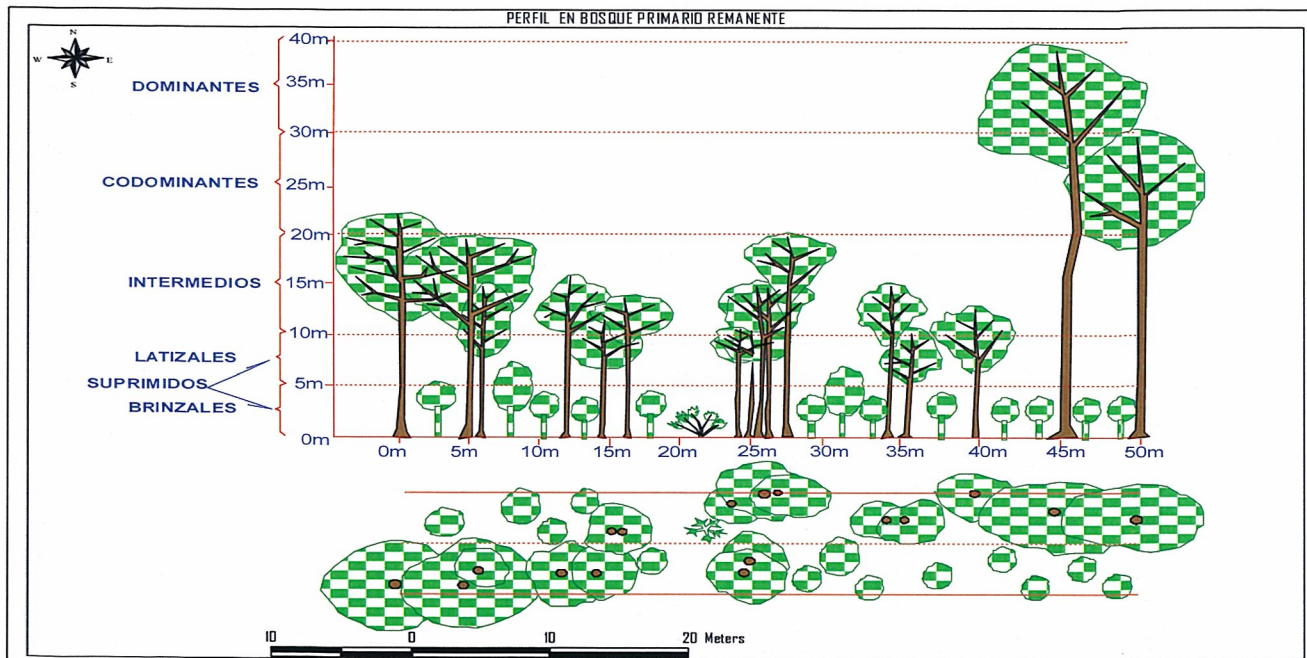 PERFIL EN BOSQUE PRIMARIO REMANENTE
N
W E
S
40m
DOMINANTES 35m
30m
CODOMINANTES 25m
20m
INTERMEDIOS 15m
10m
LATIZALES
SUPRIMIDOS 5m
BRINZALES
0m
0m 5m 10m 15m 20m 25m 30m 35m 40m 45m 50m
10 0 10 20 Meters